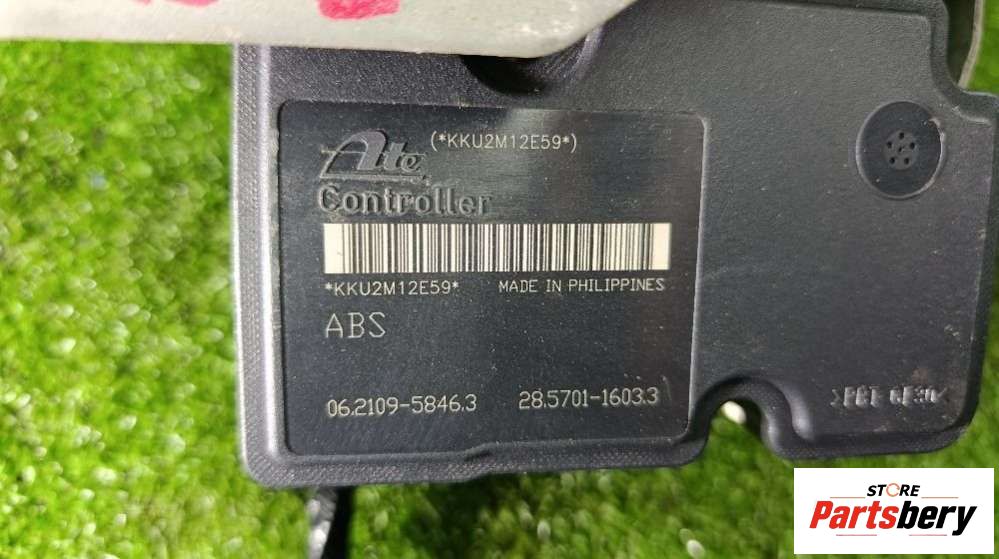 (*KKU2M12E59*)
Ate
Controller
*KKU2M12E59* MADE IN PHILIPPINES
ABS
06.2109-5846.3 28.5701-1603.3
>PBT GF30<
STORE
Partsbery